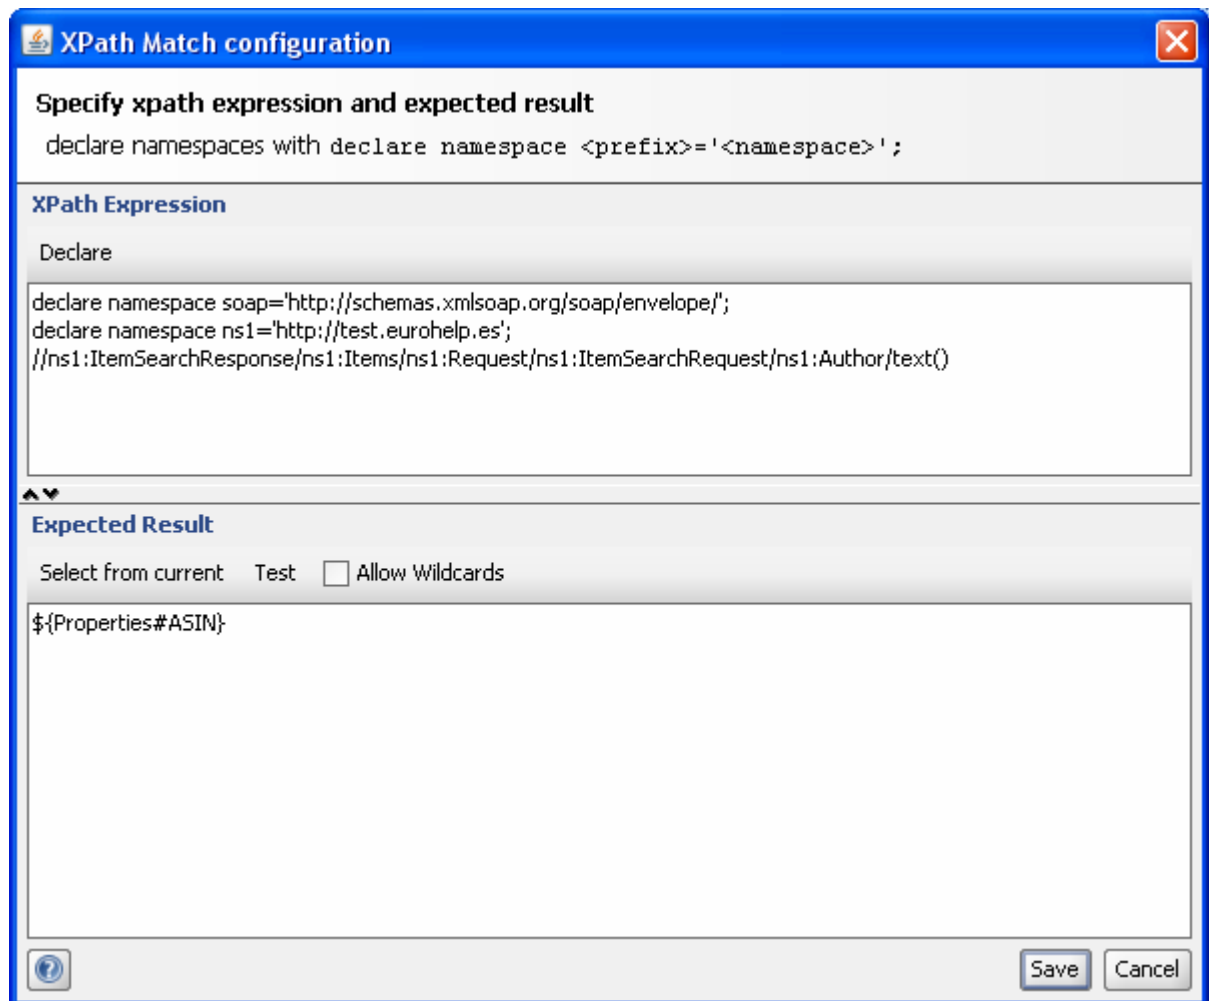 XPath Match configuration
Specify xpath expression and expected result
declare namespaces with declare namespace <prefix>='<namespace>';
XPath Expression
Declare
declare namespace soap='http://schemas.xmlsoap.org/soap/envelope/';
declare namespace ns1='http://test.eurohelp.es';
//ns1:ItemSearchResponse/ns1:Items/ns1:Request/ns1:ItemSearchRequest/ns1:Author/text()
Expected Result
Select from current Test Allow Wildcards
${Properties#ASIN}
? Save Cancel